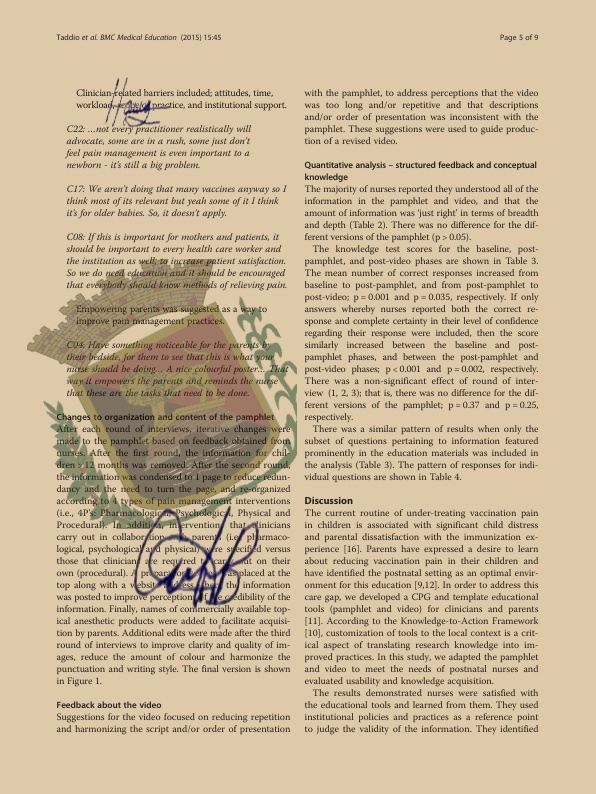 Taddio et al. BMC Medical Education (2015) 15:45
Page 5 of 9
Clinician-related barriers included; attitudes, time,
workload, scope of practice, and institutional support.
C22: …not every practitioner realistically will
advocate, some are in a rush, some just don't
feel pain management is even important to a
newborn - it's still a big problem.
C17: We aren't doing that many vaccines anyway so I
think most of its relevant but yeah some of it I think
it's for older babies. So, it doesn't apply.
C08: If this is important for mothers and patients, it
should be important to every health care worker and
the institution as well; to increase patient satisfaction.
So we do need education and it should be encouraged
that everybody should know methods of relieving pain.
Empowering parents was suggested as a way to
improve pain management practices.
C04: Have something noticeable for the parents by
their bedside, for them to see that this is what your
nurse should be doing… A nice colourful poster… That
way it empowers the parents and reminds the nurse
that these are the tasks that need to be done.
Changes to organization and content of the pamphlet
After each round of interviews, iterative changes were
made to the pamphlet based on feedback obtained from
nurses. After the first round, the information for chil-
dren >12 months was removed. After the second round,
the information was condensed to 1 page to reduce redun-
dancy and the need to turn the page, and re-organized
according to 4 types of pain management interventions
(i.e., 4P's: Pharmacological, Psychological, Physical and
Procedural). In addition, interventions that clinicians
carry out in collaboration with parents (i.e., pharmaco-
logical, psychological and physical) were specified versus
those that clinicians are required to carry out on their
own (procedural). A preparation was placed at the
top along with a website address where the information
was posted to improve perceptions of the credibility of the
information. Finally, names of commercially available top-
ical anesthetic products were added to facilitate acquisi-
tion by parents. Additional edits were made after the third
round of interviews to improve clarity and quality of im-
ages, reduce the amount of colour and harmonize the
punctuation and writing style. The final version is shown
in Figure 1.
Feedback about the video
Suggestions for the video focused on reducing repetition
and harmonizing the script and/or order of presentation
with the pamphlet, to address perceptions that the video
was too long and/or repetitive and that descriptions
and/or order of presentation was inconsistent with the
pamphlet. These suggestions were used to guide produc-
tion of a revised video.
Quantitative analysis – structured feedback and conceptual
knowledge
The majority of nurses reported they understood all of the
information in the pamphlet and video, and that the
amount of information was 'just right' in terms of breadth
and depth (Table 2). There was no difference for the dif-
ferent versions of the pamphlet (p > 0.05).
The knowledge test scores for the baseline, post-
pamphlet, and post-video phases are shown in Table 3.
The mean number of correct responses increased from
baseline to post-pamphlet, and from post-pamphlet to
post-video; p = 0.001 and p = 0.035, respectively. If only
answers whereby nurses reported both the correct re-
sponse and complete certainty in their level of confidence
regarding their response were included, then the score
similarly increased between the baseline and post-
pamphlet phases, and between the post-pamphlet and
post-video phases; p < 0.001 and p = 0.002, respectively.
There was a non-significant effect of round of inter-
view (1, 2, 3); that is, there was no difference for the dif-
ferent versions of the pamphlet; p = 0.37 and p = 0.25,
respectively.
There was a similar pattern of results when only the
subset of questions pertaining to information featured
prominently in the education materials was included in
the analysis (Table 3). The pattern of responses for indi-
vidual questions are shown in Table 4.
Discussion
The current routine of under-treating vaccination pain
in children is associated with significant child distress
and parental dissatisfaction with the immunization ex-
perience [16]. Parents have expressed a desire to learn
about reducing vaccination pain in their children and
have identified the postnatal setting as an optimal envir-
onment for this education [9,12]. In order to address this
care gap, we developed a CPG and template educational
tools (pamphlet and video) for clinicians and parents
[11]. According to the Knowledge-to-Action Framework
[10], customization of tools to the local context is a crit-
ical aspect of translating research knowledge into im-
proved practices. In this study, we adapted the pamphlet
and video to meet the needs of postnatal nurses and
evaluated usability and knowledge acquisition.
The results demonstrated nurses were satisfied with
the educational tools and learned from them. They used
institutional policies and practices as a reference point
to judge the validity of the information. They identified